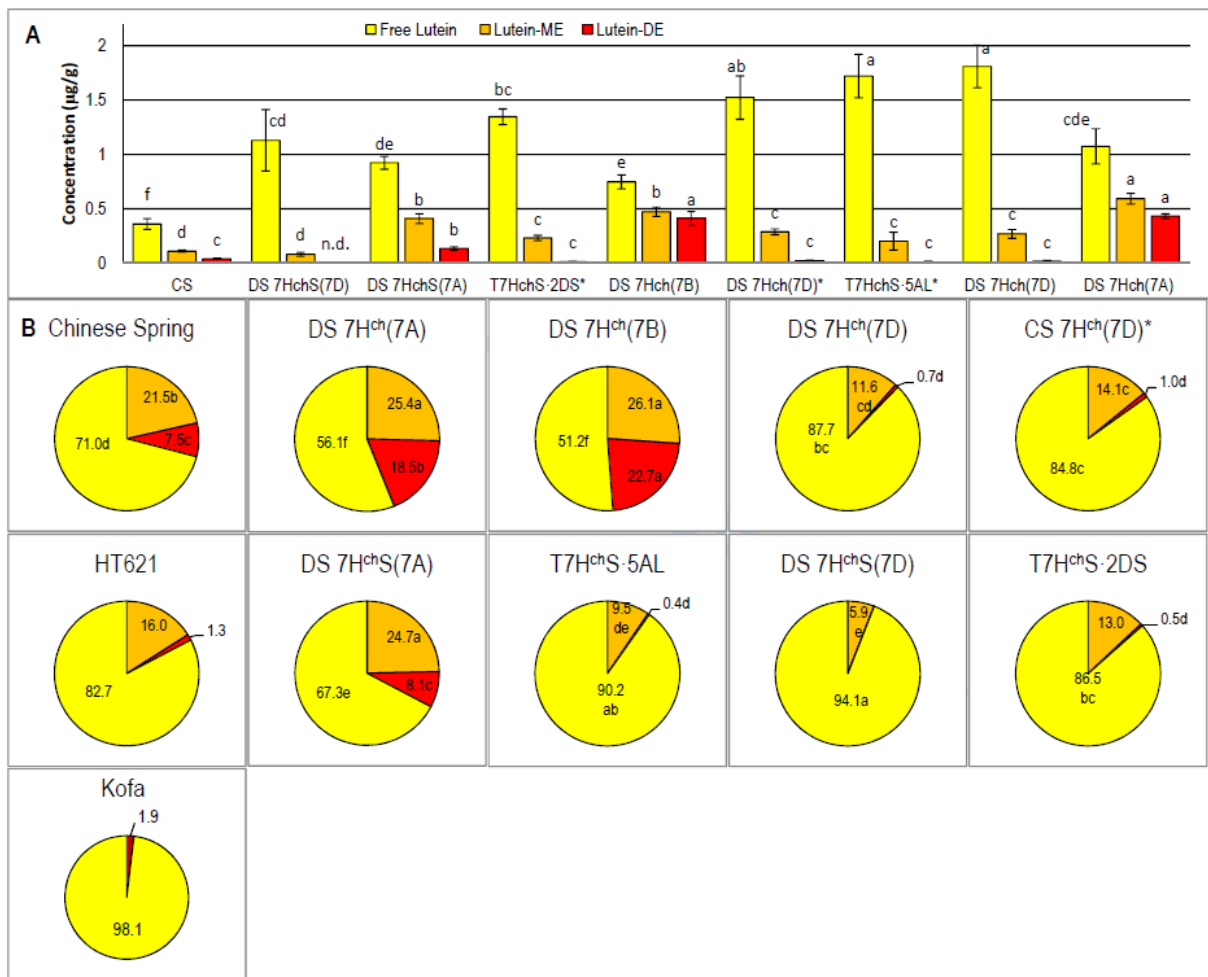 A
Free Lutein Lutein-ME Lutein-DE
Concentration (µg/g)
2
1.5
1
0.5
0
f d c
cd d n.d.
de b b
bc c c
e b a
ab c c
a c c
a c c
cde a a
CS DS 7HchS(7D) DS 7HchS(7A) T7HchS·2DS* DS 7Hch(7B) DS 7Hch(7D)* T7HchS·5AL* DS 7Hch(7D) DS 7Hch(7A)
B Chinese Spring
21.5b
7.5c
71.0d
DS 7Hᶜʰ(7A)
25.4a
18.5b
56.1f
DS 7Hᶜʰ(7B)
26.1a
22.7a
51.2f
DS 7Hᶜʰ(7D)
11.6
cd
0.7d
87.7
bc
CS 7Hᶜʰ(7D)*
14.1c
1.0d
84.8c
HT621
16.0
1.3
82.7
DS 7HᶜʰS(7A)
24.7a
8.1c
67.3e
T7HᶜʰS·5AL
9.5
de
0.4d
90.2
ab
DS 7HᶜʰS(7D)
5.9
e
94.1a
T7HᶜʰS·2DS
13.0
0.5d
86.5
bc
Kofa
1.9
98.1